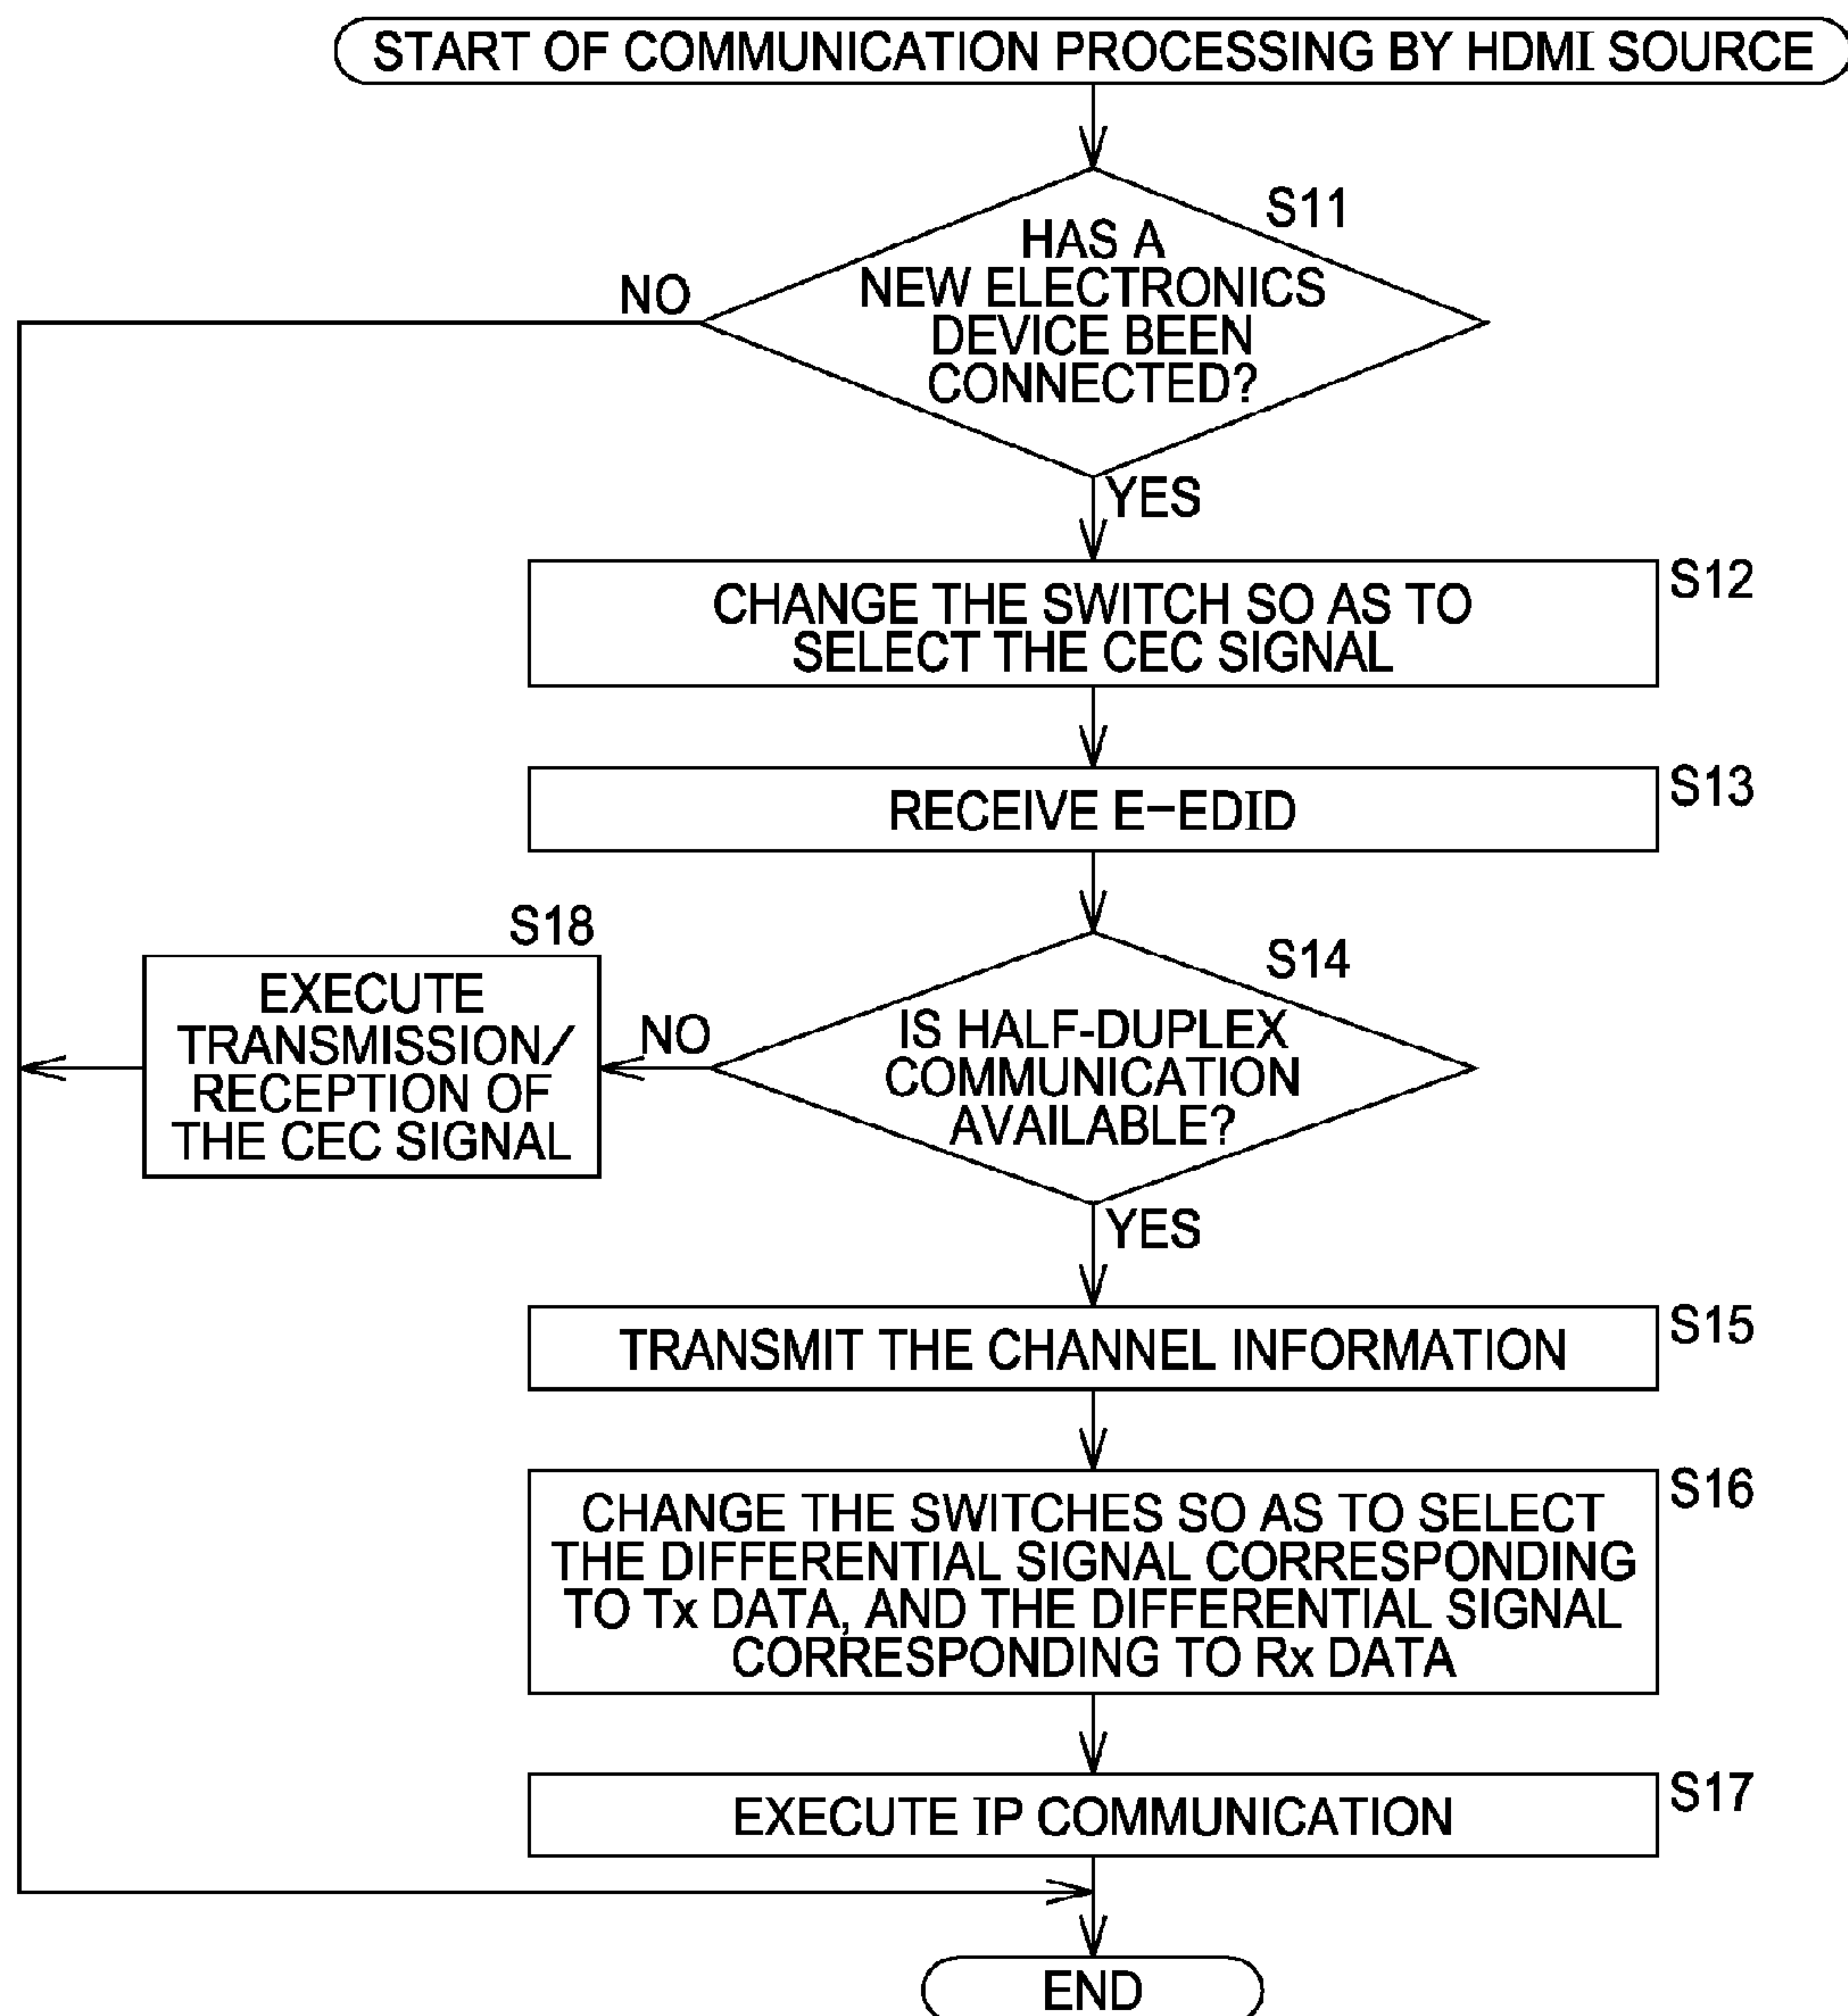 START OF COMMUNICATION PROCESSING BY HDMI SOURCE
S11
HAS A
NEW ELECTRONICS
DEVICE BEEN
CONNECTED?
NO
YES
S12
CHANGE THE SWITCH SO AS TO
SELECT THE CEC SIGNAL
S13
RECEIVE E-EDID
S14
IS HALF-DUPLEX
COMMUNICATION
AVAILABLE?
NO
S18
EXECUTE
TRANSMISSION/
RECEPTION OF
THE CEC SIGNAL
YES
S15
TRANSMIT THE CHANNEL INFORMATION
S16
CHANGE THE SWITCHES SO AS TO SELECT
THE DIFFERENTIAL SIGNAL CORRESPONDING
TO Tx DATA, AND THE DIFFERENTIAL SIGNAL
CORRESPONDING TO Rx DATA
S17
EXECUTE IP COMMUNICATION
END